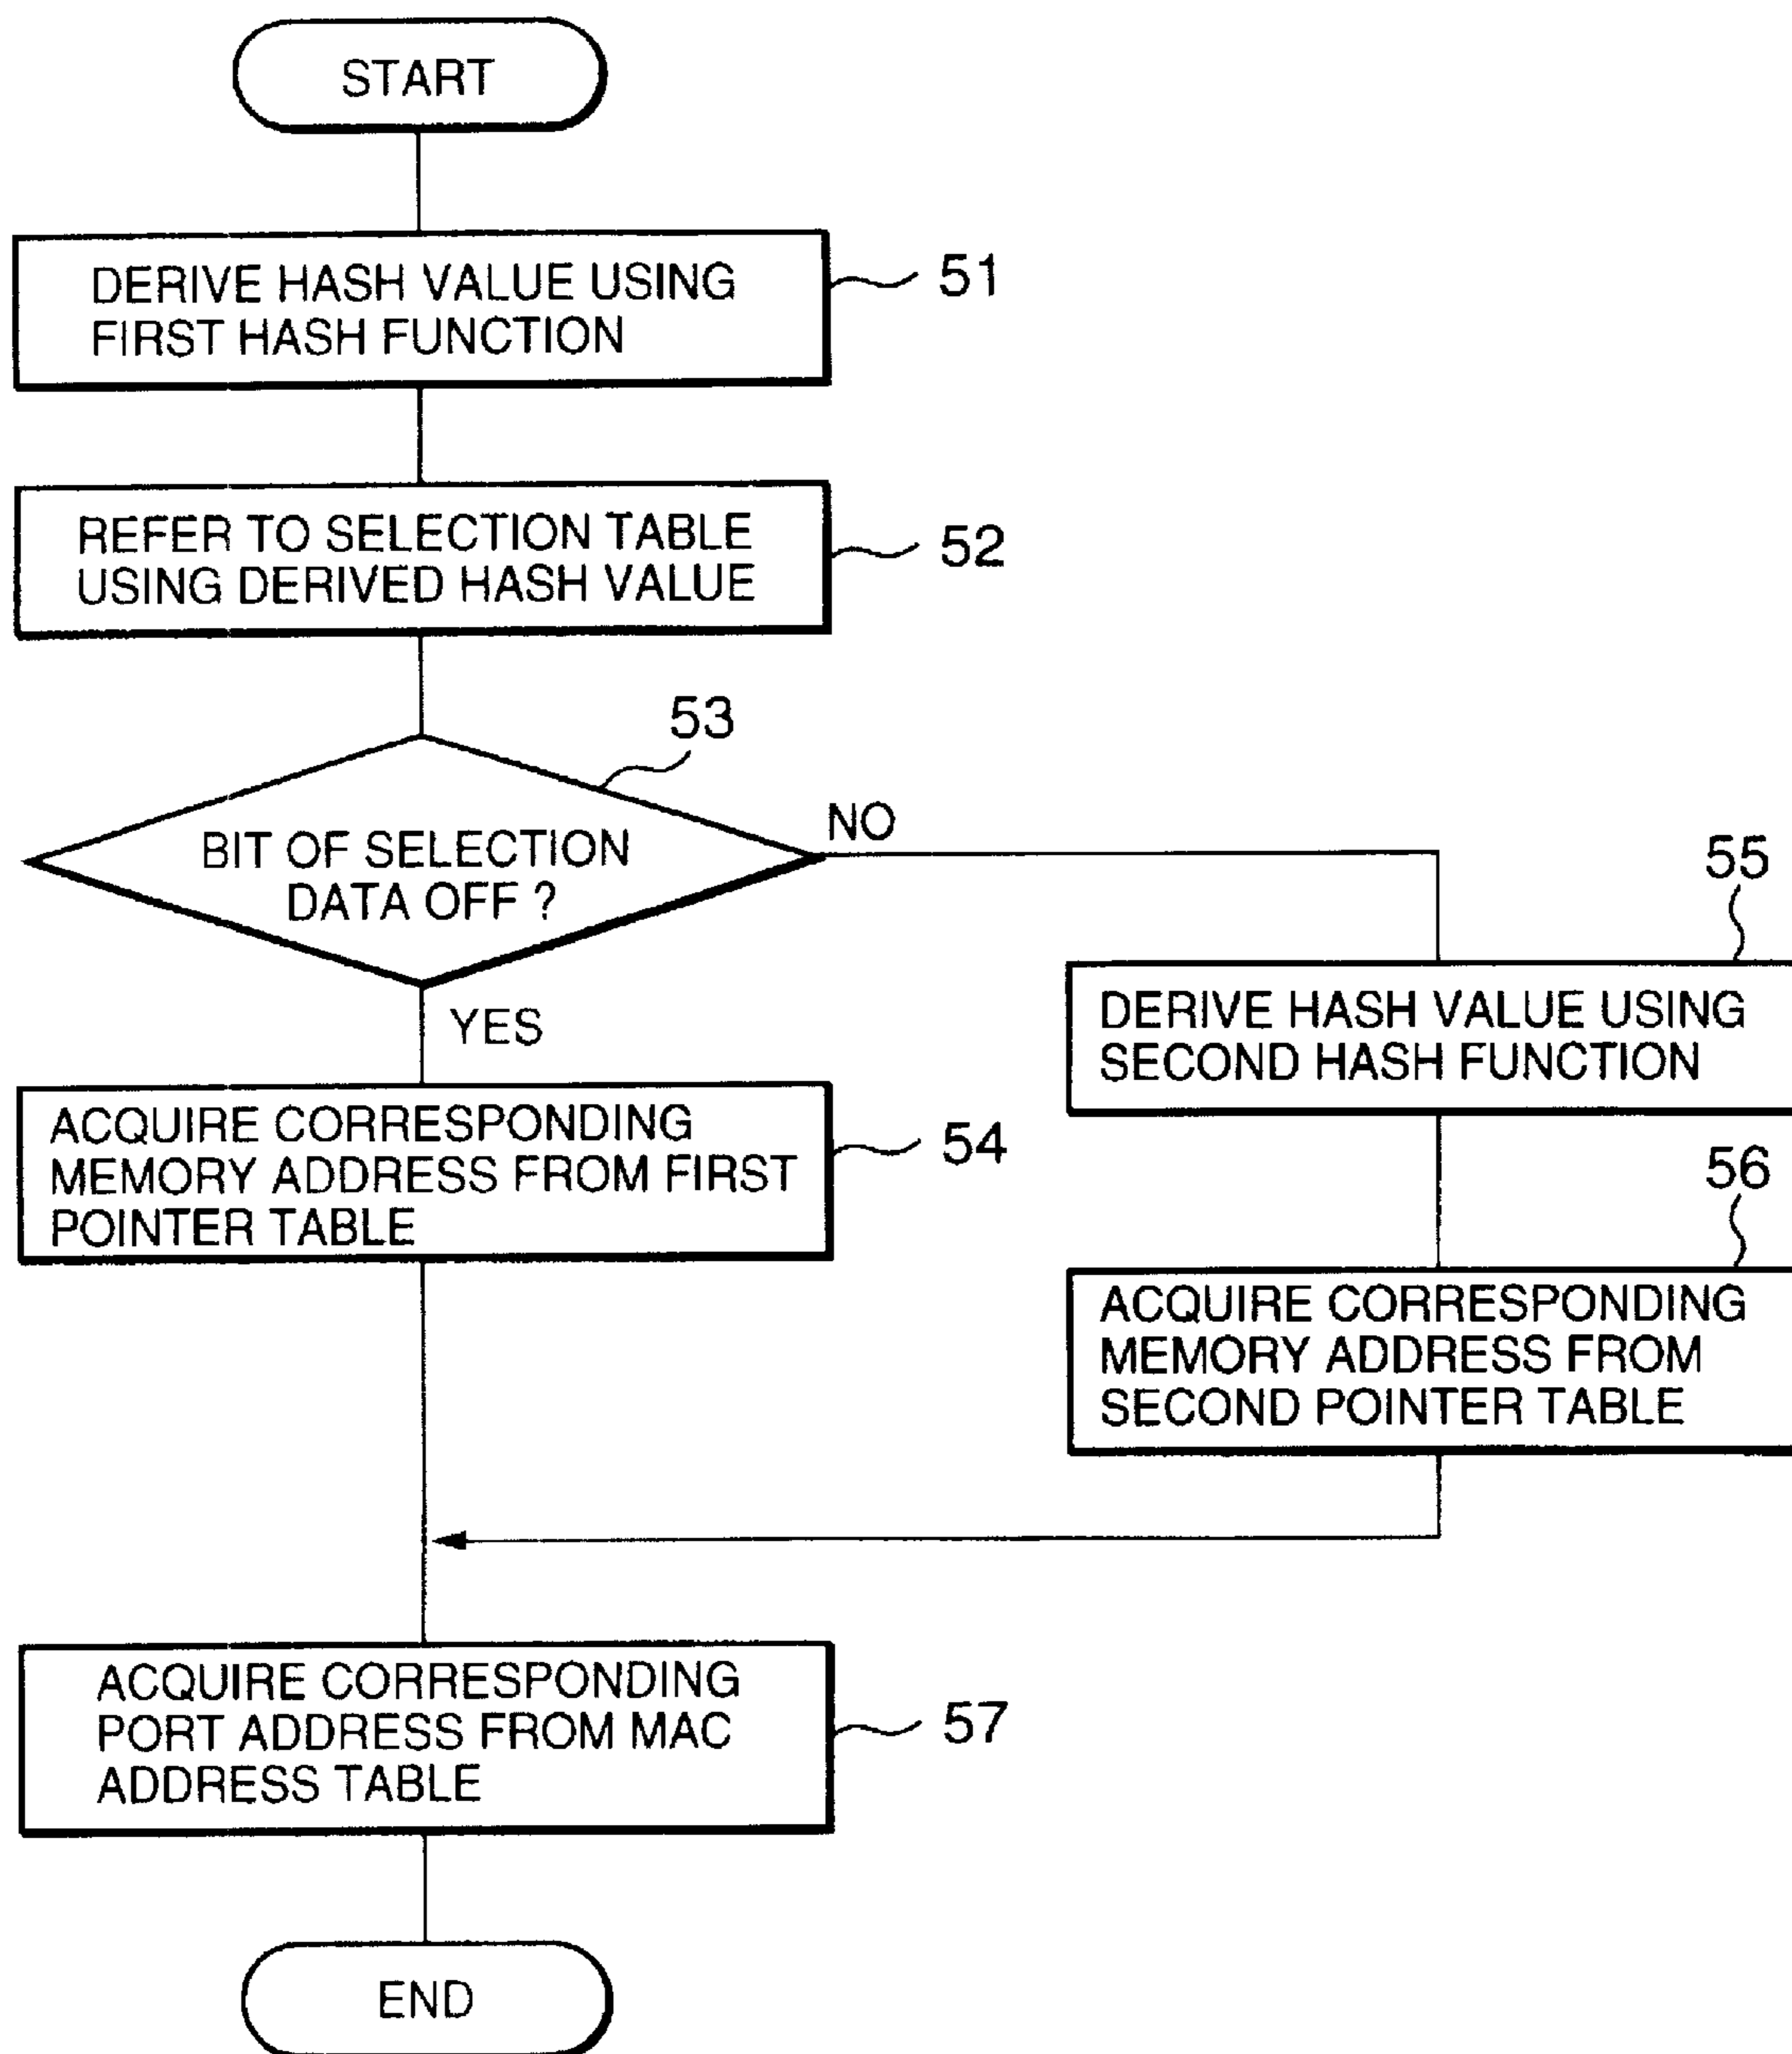 START
DERIVE HASH VALUE USING
FIRST HASH FUNCTION
51
REFER TO SELECTION TABLE
USING DERIVED HASH VALUE
52
53
BIT OF SELECTION
DATA OFF ?
NO
YES
55
DERIVE HASH VALUE USING
SECOND HASH FUNCTION
ACQUIRE CORRESPONDING
MEMORY ADDRESS FROM FIRST
POINTER TABLE
54
56
ACQUIRE CORRESPONDING
MEMORY ADDRESS FROM
SECOND POINTER TABLE
ACQUIRE CORRESPONDING
PORT ADDRESS FROM MAC
ADDRESS TABLE
57
END